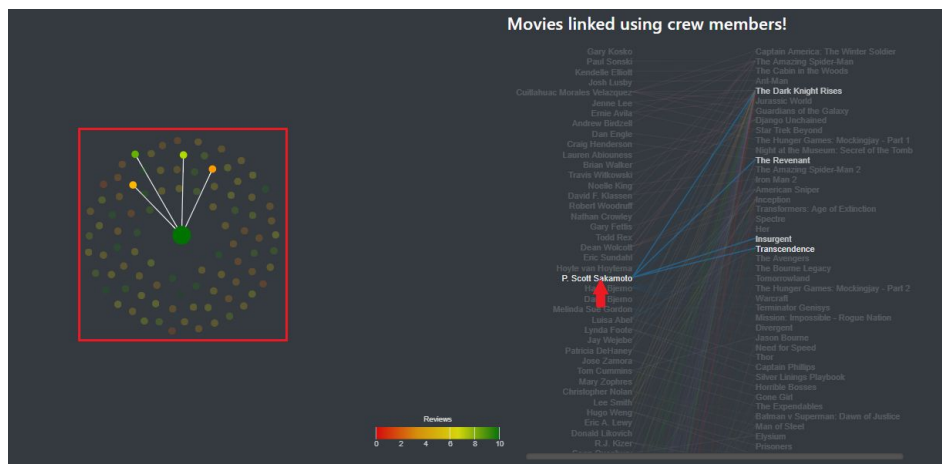 Movies linked using crew members!
Gary Kosko
Paul Sonski
Kendelle Elliott
Josh Lusby
Cuitlahuac Morales Velazquez
Jenne Lee
Ernie Avila
Andrew Birdzell
Dan Engle
Craig Henderson
Lauren Abiouness
Brian Walker
Travis Witkowski
Noelle King
David F. Klassen
Robert Woodruff
Nathan Crowley
Gary Fettis
Todd Rex
Dean Wolcott
Eric Sundahl
Hoyte van Hoytema
P. Scott Sakamoto
Bjerno
Bjerno
Melinda Sue Gordon
Luisa Abel
Lynda Foote
Jay Wejebe
Patricia DeHaney
Jose Zamora
Tom Cummins
Mary Zophres
Christopher Nolan
Lee Smith
Hugo Weng
Eric A. Lewy
Donald Likovich
R.J. Kizer
Captain America: The Winter Soldier
The Amazing Spider-Man
The Cabin in the Woods
Ant-Man
The Dark Knight Rises
Jurassic World
Guardians of the Galaxy
Django Unchained
Star Trek Beyond
The Hunger Games: Mockingjay - Part 1
Night at the Museum: Secret of the Tomb
The Revenant
The Amazing Spider-Man 2
Iron Man 2
American Sniper
Inception
Transformers: Age of Extinction
Spectre
Her
Insurgent
Transcendence
The Avengers
The Bourne Legacy
Tomorrowland
The Hunger Games: Mockingjay - Part 2
Warcraft
Terminator Genisys
Mission: Impossible - Rogue Nation
Divergent
Jason Bourne
Need for Speed
Thor
Captain Phillips
Silver Linings Playbook
Horrible Bosses
Gone Girl
The Expendables
Batman v Superman: Dawn of Justice
Man of Steel
Elysium
Prisoners
Reviews
0 2 4 6 8 10